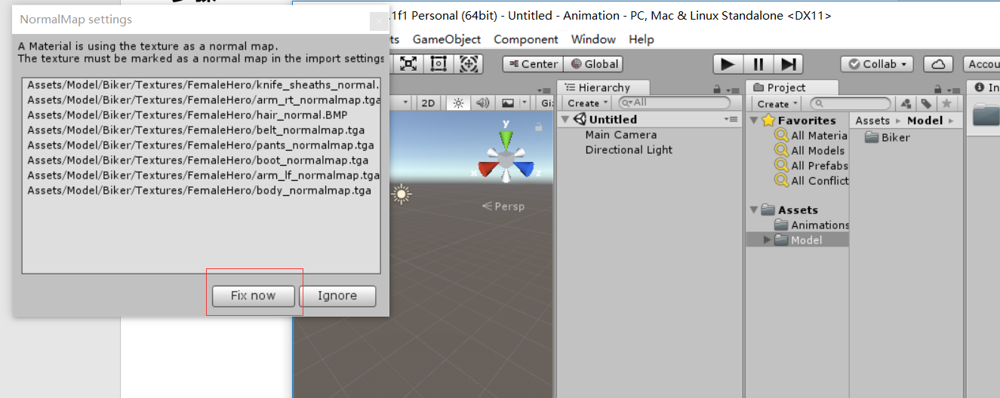 NormalMap settings
A Material is using the texture as a normal map.
The texture must be marked as a normal map in the import settings
Assets/Model/Biker/Textures/FemaleHero/knife_sheaths_normal.
Assets/Model/Biker/Textures/FemaleHero/arm_rt_normalmap.tga
Assets/Model/Biker/Textures/FemaleHero/hair_normal.BMP
Assets/Model/Biker/Textures/FemaleHero/belt_normalmap.tga
Assets/Model/Biker/Textures/FemaleHero/pants_normalmap.tga
Assets/Model/Biker/Textures/FemaleHero/boot_normalmap.tga
Assets/Model/Biker/Textures/FemaleHero/arm_lf_normalmap.tga
Assets/Model/Biker/Textures/FemaleHero/body_normalmap.tga
Fix now
Ignore
.1f1 Personal (64bit) - Untitled - Animation - PC, Mac & Linux Standalone <DX11>
ts GameObject Component Window Help
Center Global
Collab
Accou
2D
Giz
y
x
z
Persp
Hierarchy
Create All
Untitled
Main Camera
Directional Light
Project
Create
Favorites
All Materia
All Models
All Prefabs
All Conflict
Assets
Animations
Model
Assets Model
Biker
In